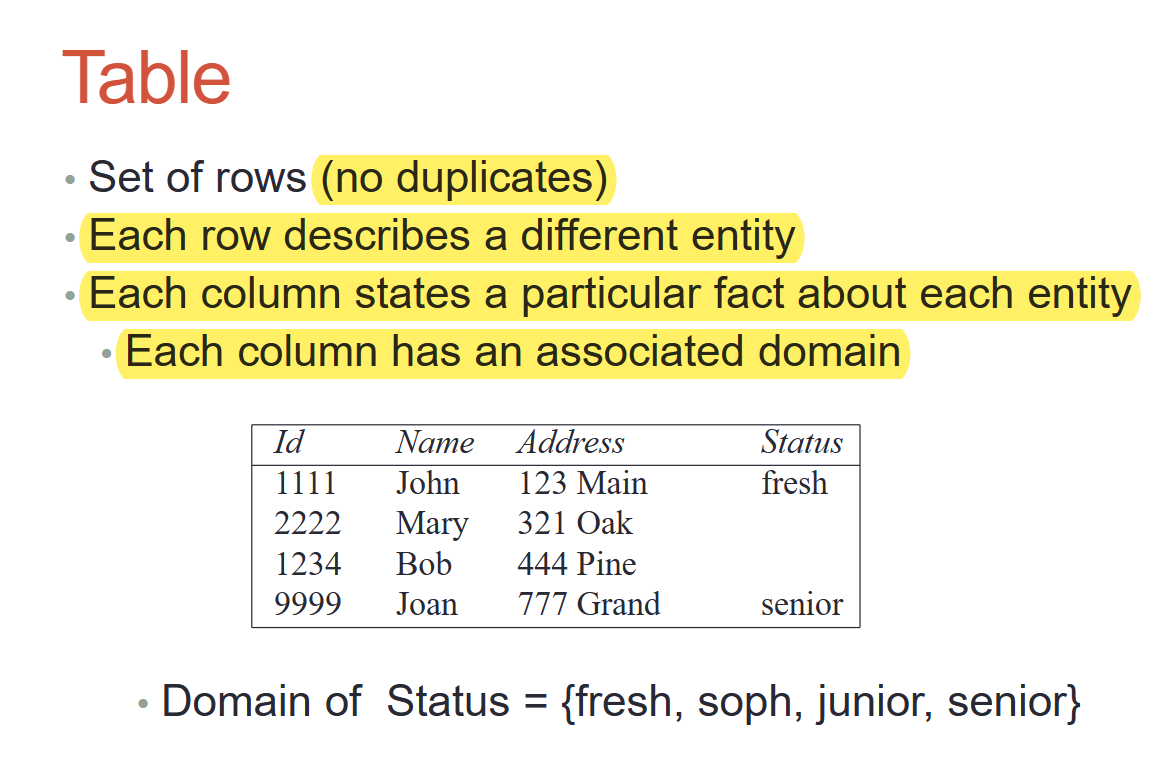 Table
• Set of rows (no duplicates)
• Each row describes a different entity
• Each column states a particular fact about each entity
• Each column has an associated domain
Id Name Address Status
1111 John 123 Main fresh
2222 Mary 321 Oak
1234 Bob 444 Pine
9999 Joan 777 Grand senior
• Domain of Status = {fresh, soph, junior, senior}